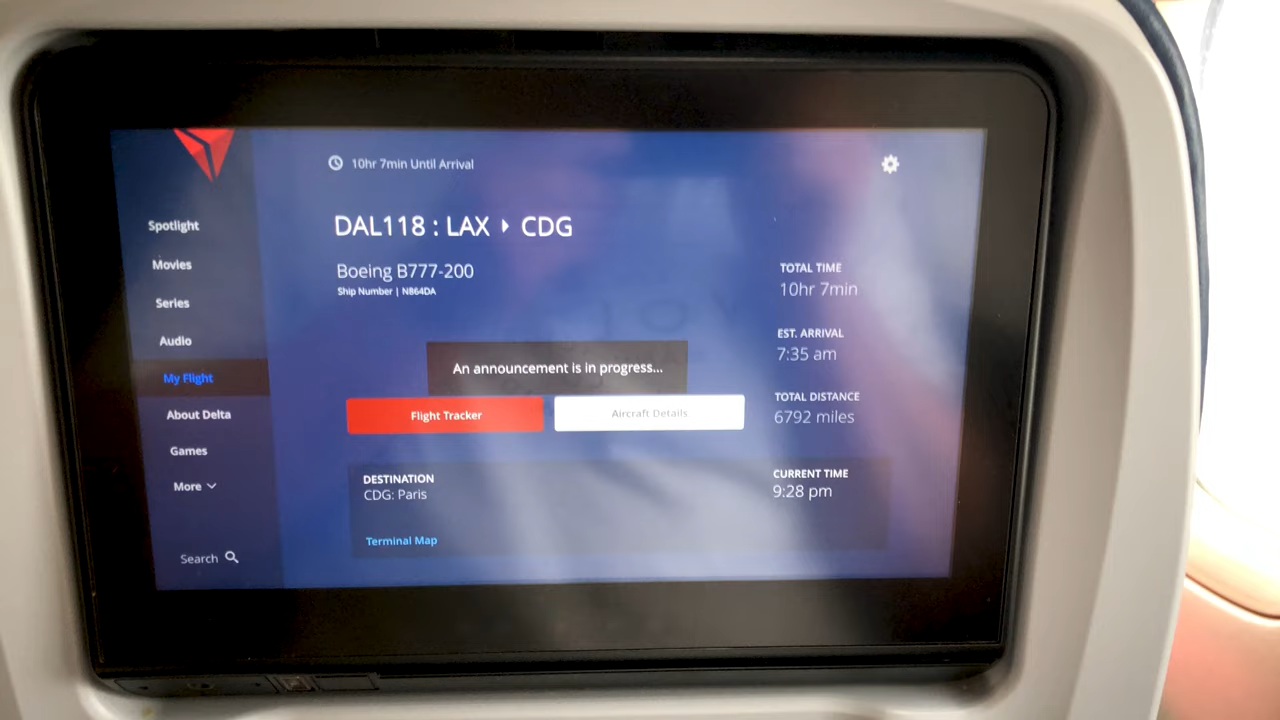 10hr 7min Until Arrival
DAL118 : LAX ▸ CDG
Boeing B777-200
Ship Number | N864DA
Spotlight
Movies
Series
Audio
My Flight
About Delta
Games
More
Search
An announcement is in progress...
Flight Tracker
Aircraft Details
TOTAL TIME
10hr 7min
EST. ARRIVAL
7:35 am
TOTAL DISTANCE
6792 miles
DESTINATION
CDG: Paris
Terminal Map
CURRENT TIME
9:28 pm